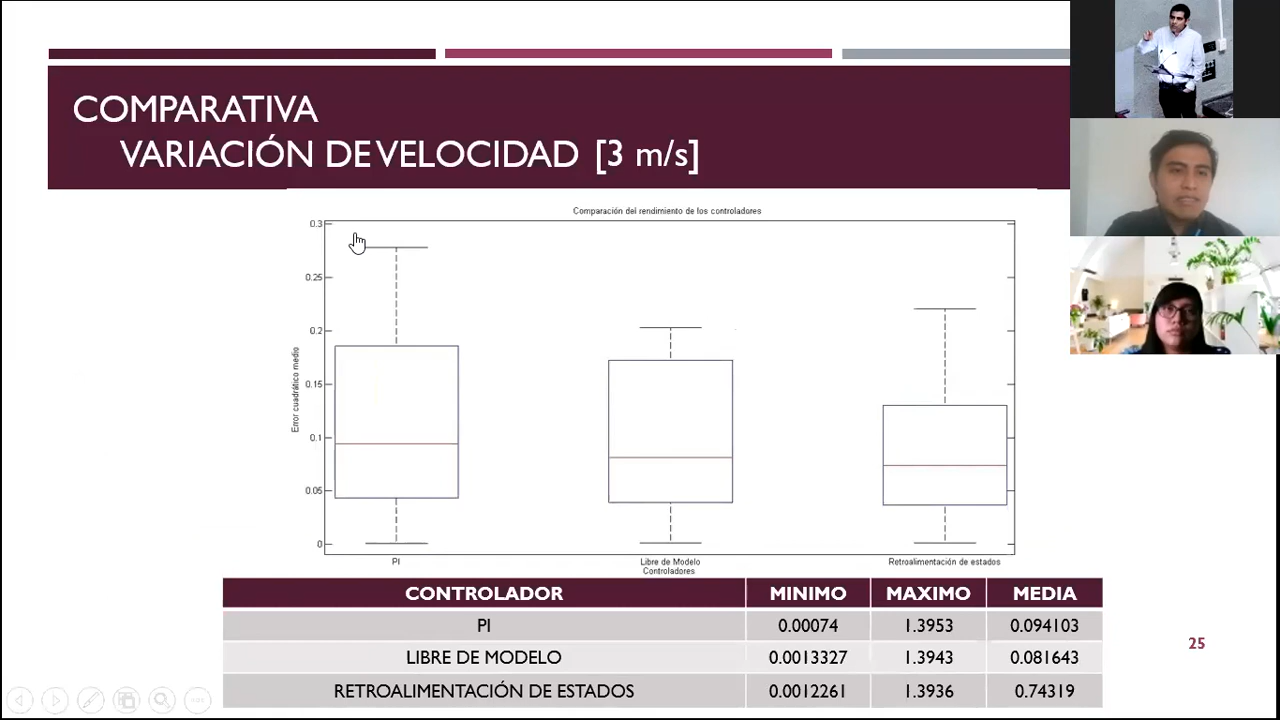 COMPARATIVA
VARIACIÓN DE VELOCIDAD [3 m/s]
Comparación del rendimiento de los controladores
0.3
0.25
0.2
0.15
0.1
0.05
0
Error cuadrático medio
PI
Libre de Modelo
Retroalimentación de estados
Controladores
CONTROLADOR MINIMO MAXIMO MEDIA
PI 0.00074 1.3953 0.094103
LIBRE DE MODELO 0.0013327 1.3943 0.081643
RETROALIMENTACIÓN DE ESTADOS 0.0012261 1.3936 0.74319
25